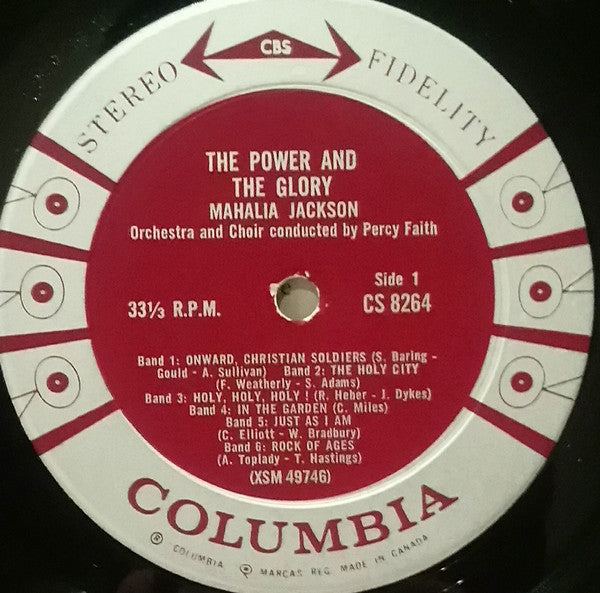 CBS
STEREO FIDELITY
THE POWER AND
THE GLORY
MAHALIA JACKSON
Orchestra and Choir conducted by Percy Faith
Side 1
33⅓ R.P.M. CS 8264
Band 1: ONWARD, CHRISTIAN SOLDIERS (S. Baring -
Gould - A. Sullivan) Band 2: THE HOLY CITY
(F. Weatherly - S. Adams)
Band 3: HOLY, HOLY, HOLY ! (R. Heber - J. Dykes)
Band 4: IN THE GARDEN (C. Miles)
Band 5: JUST AS I AM
(C. Elliott - W. Bradbury)
Band 6: ROCK OF AGES
(A. Toplady - T. Hastings)
(XSM 49746)
COLUMBIA
® COLUMBIA MARCAS REG. MADE IN CANADA